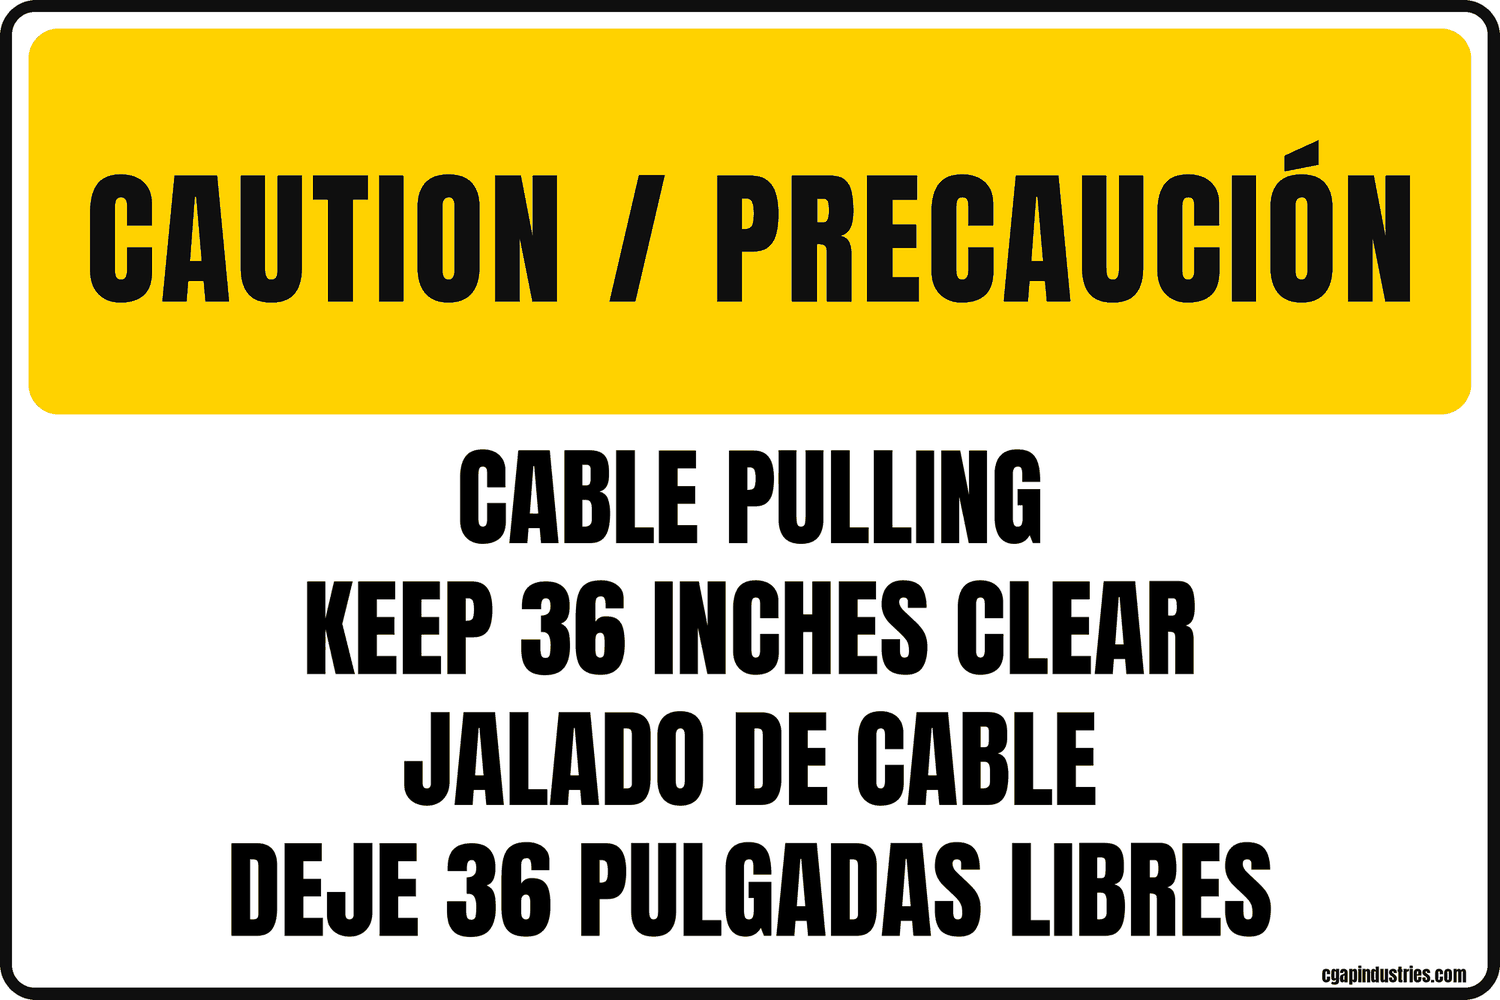 CAUTION / PRECAUCIÓN
CABLE PULLING
KEEP 36 INCHES CLEAR
JALADO DE CABLE
DEJE 36 PULGADAS LIBRES
cgapindustries.com